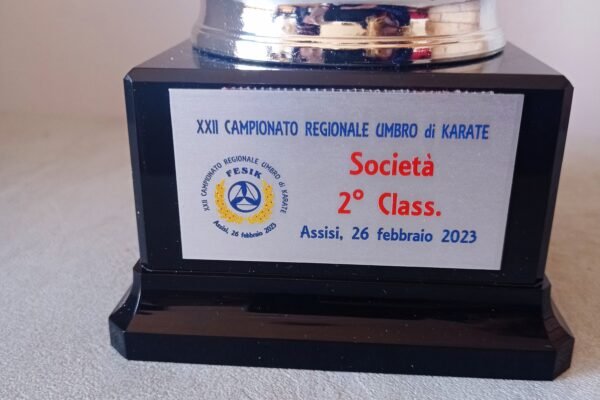 XXII CAMPIONATO REGIONALE UMBRO di KARATE
Società
2° Class.
Assisi, 26 febbraio 2023
XXII CAMPIONATO REGIONALE UMBRO di KARATE
FESIK
Assisi, 26 febbraio 2023